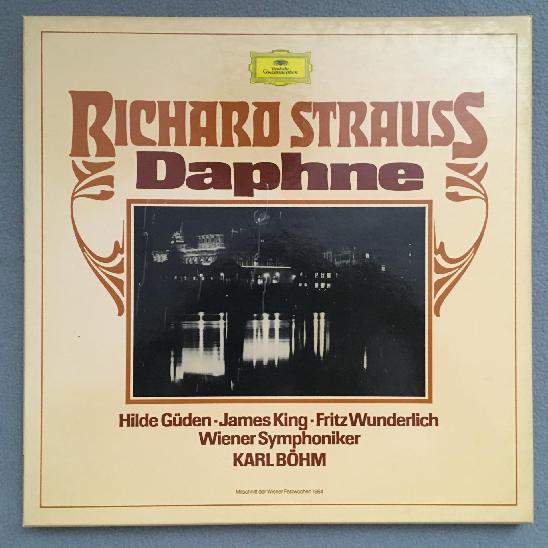 Deutsche
Grammophon
RICHARD STRAUSS
Daphne
Hilde Güden · James King · Fritz Wunderlich
Wiener Symphoniker
KARL BÖHM
Mitschnitt der Wiener Festwochen 1964